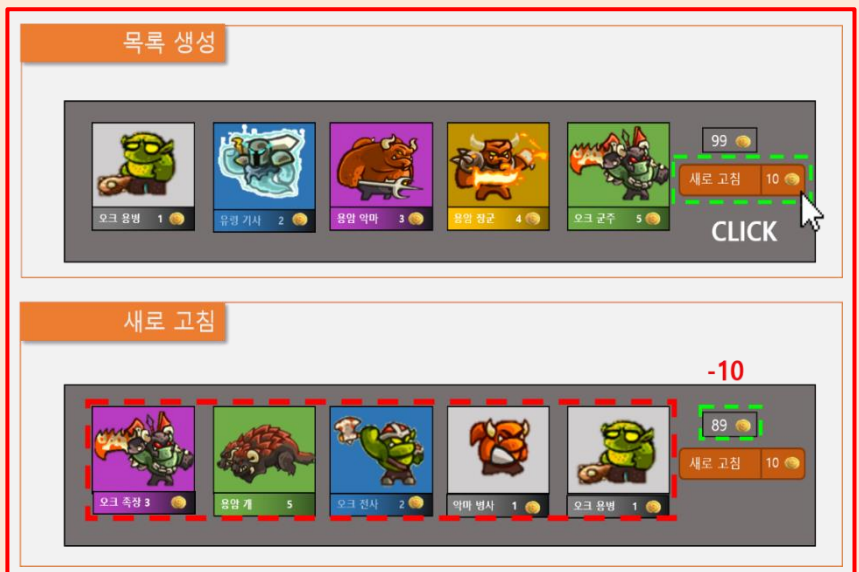 목록 생성
99
새로 고침 10
오크 용병 1
유령 기사 2
용암 악마 3
용암 장군 4
오크 군주 5
CLICK
새로 고침
-10
89
새로 고침 10
오크 족장 3
용암 개 5
오크 전사 2
악마 병사 1
오크 용병 1